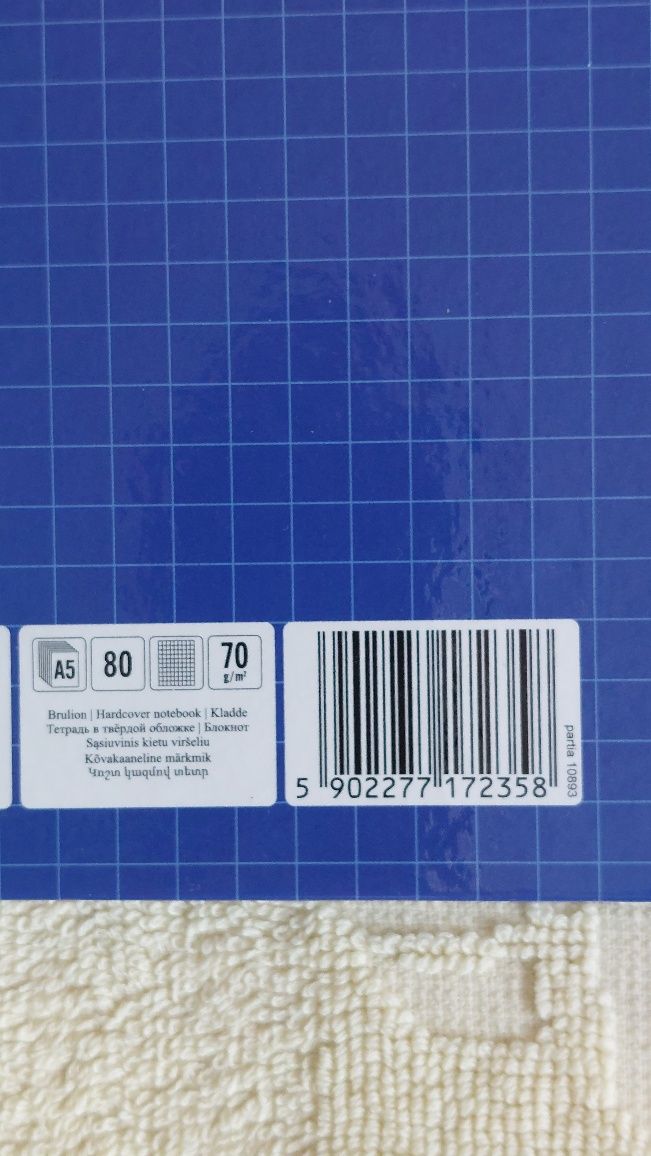 A5 80 70
g/m²
Brulion | Hardcover notebook | Kladde
Тетрадь в твёрдой обложке | Блокнот
Sąsiuvinis kietu viršeliu
Kõvakaaneline märkmik
Կոշտ կազմով տետր
5 902277 172358
partia 10893